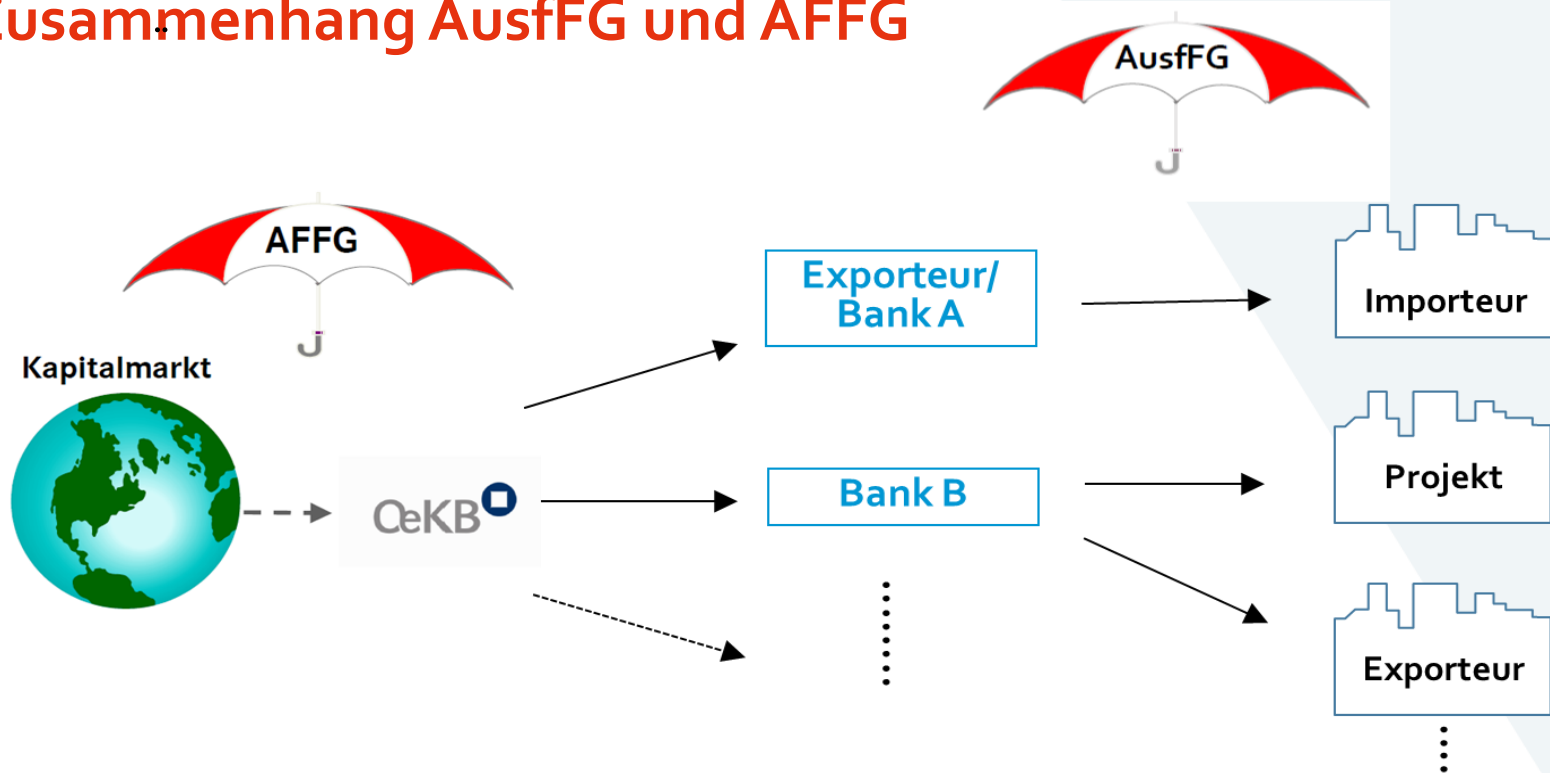 Zusammenhang AusfFG und AFFG
AusfFG
AFFG
Kapitalmarkt
OeKB
Exporteur/
Bank A
Bank B
Importeur
Projekt
Exporteur